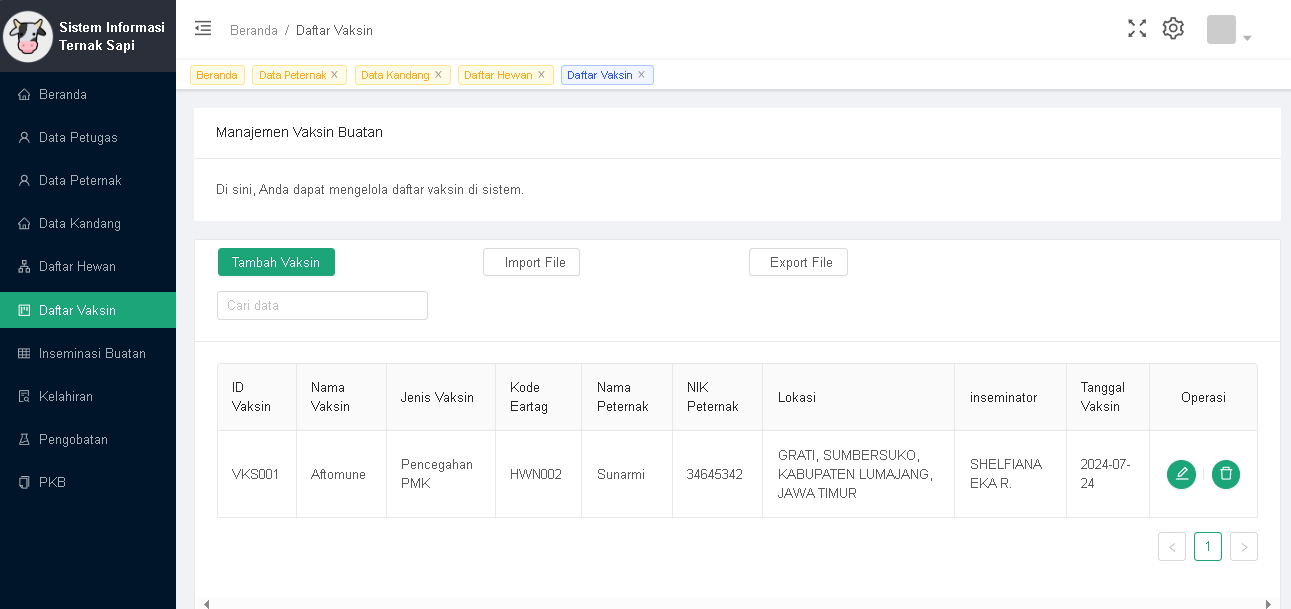 Sistem Informasi
Ternak Sapi
Beranda / Daftar Vaksin
Beranda
Data Peternak ×
Data Kandang ×
Daftar Hewan ×
Daftar Vaksin ×
Beranda
Data Petugas
Data Peternak
Data Kandang
Daftar Hewan
Daftar Vaksin
Inseminasi Buatan
Kelahiran
Pengobatan
PKB
Manajemen Vaksin Buatan
Di sini, Anda dapat mengelola daftar vaksin di sistem.
Tambah Vaksin
Import File
Export File
Cari data
ID
Vaksin
Nama
Vaksin
Jenis Vaksin
Kode
Eartag
Nama
Peternak
NIK
Peternak
Lokasi
inseminator
Tanggal
Vaksin
Operasi
VKS001
Aftomune
Pencegahan
PMK
HWN002
Sunarmi
34645342
GRATI, SUMBERSUKO,
KABUPATEN LUMAJANG,
JAWA TIMUR
SHELFIANA
EKA R.
2024-07-
24
< 1 >